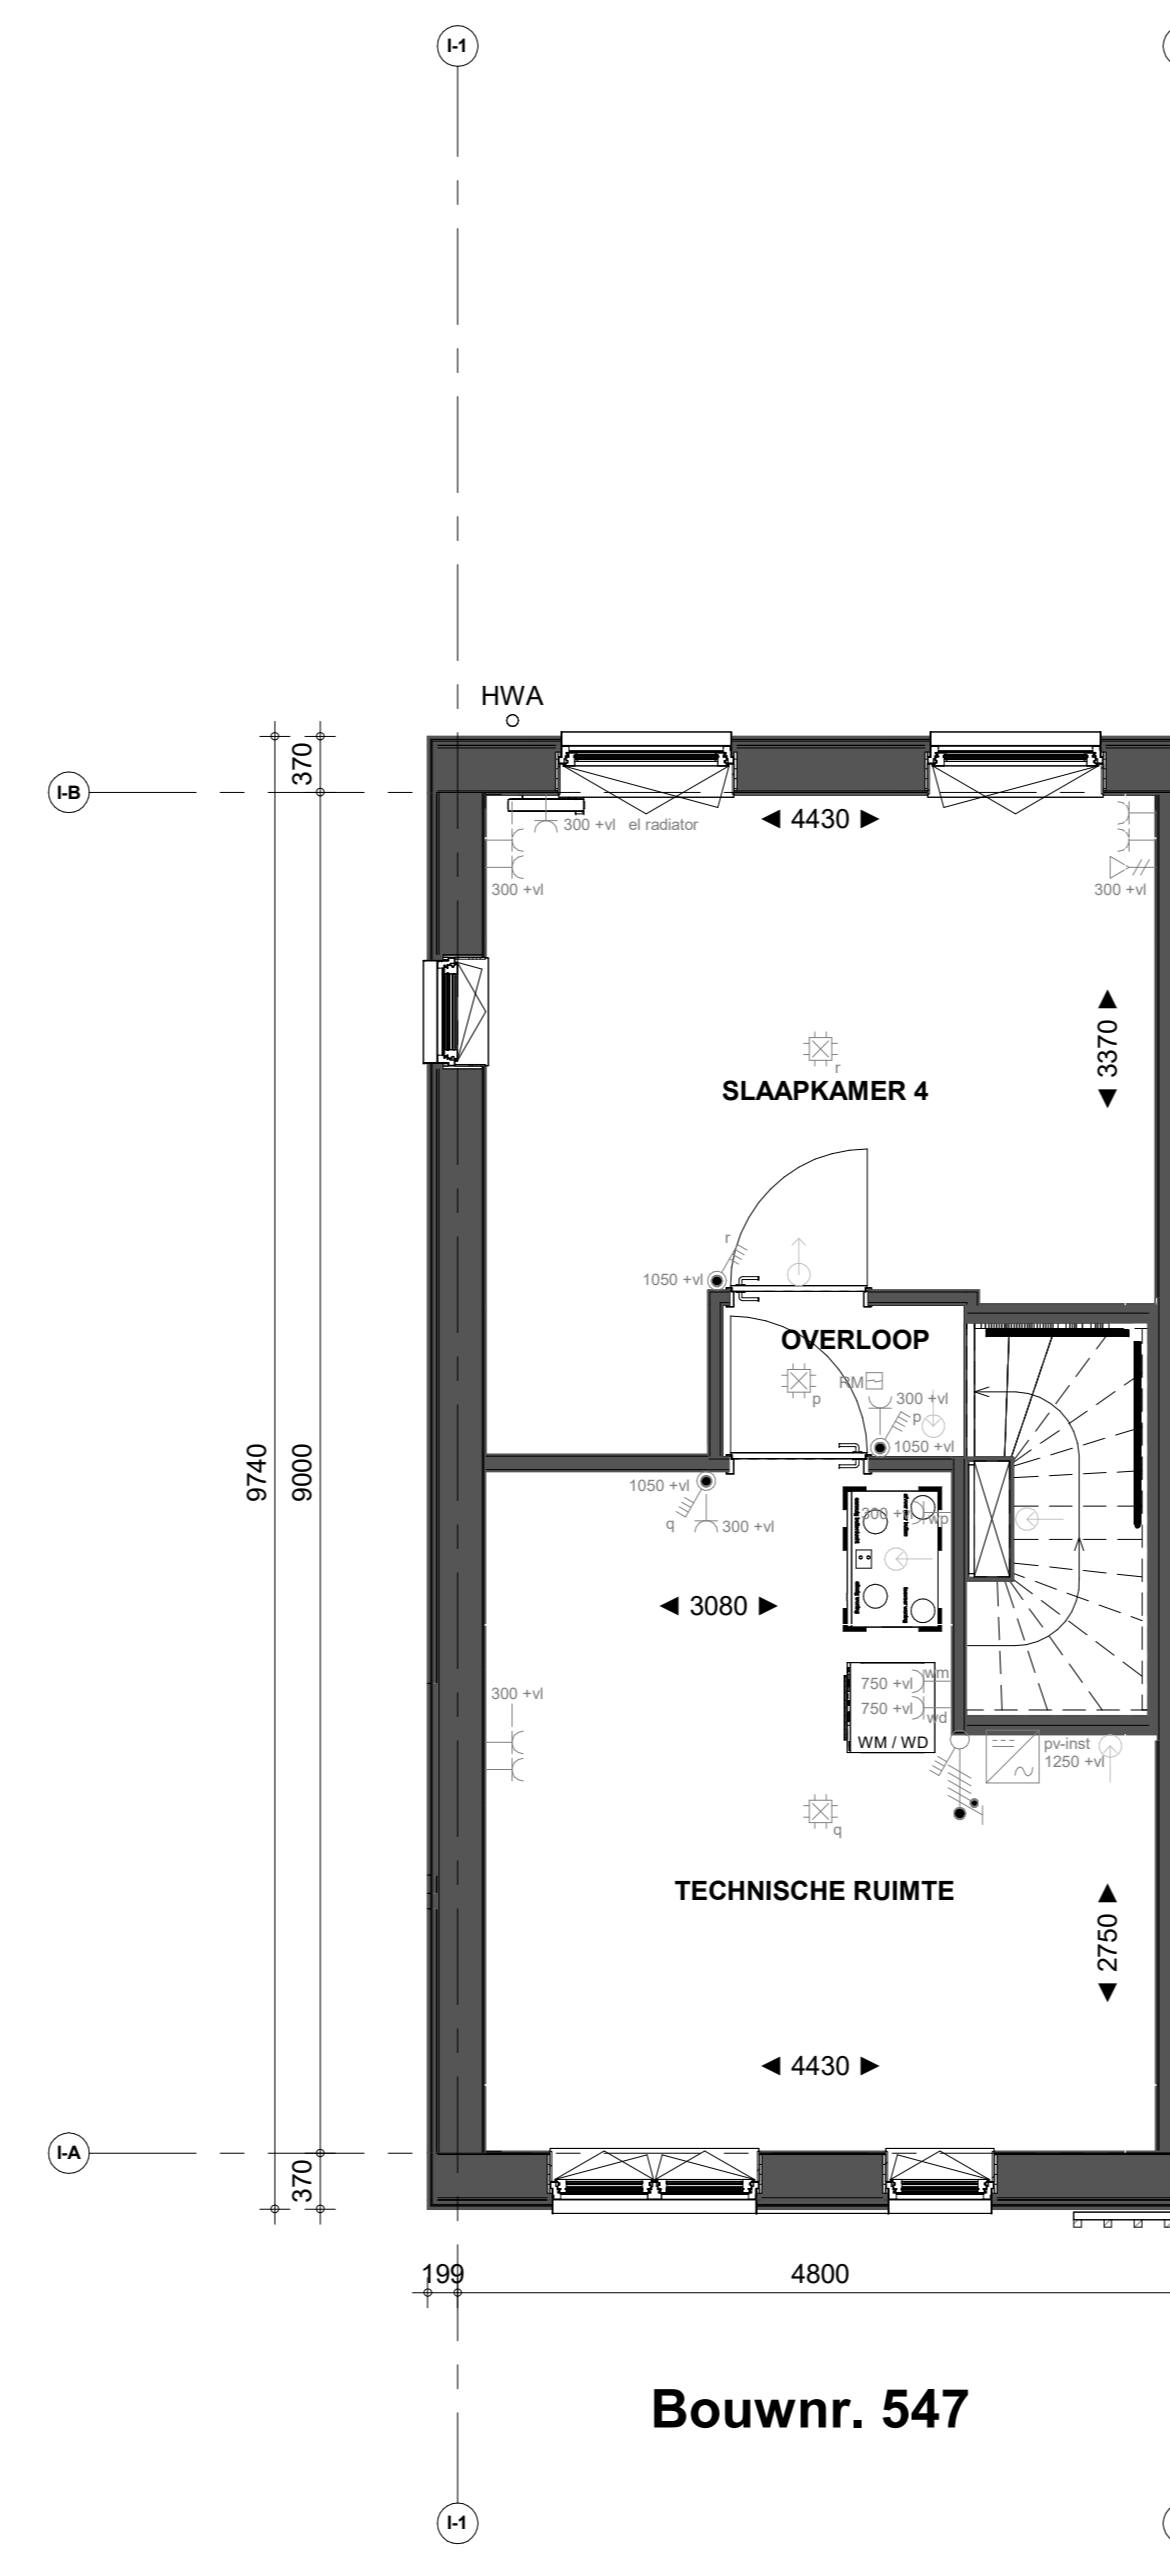 I-1
HWA
370
I-B
300 +vl
el radiator
4430
300 +vl
300 +vl
3370
r
SLAAPKAMER 4
r
1050 +vl
OVERLOOP
RM
p
300 +vl
p
1050 +vl
9740
9000
1050 +vl
q
300 +vl
300 +vl
wp
3080
wm
750 +vl
750 +vl
wd
WM / WD
300 +vl
pv-inst
1250 +vl
q
TECHNISCHE RUIMTE
2750
4430
I-A
370
199
4800
Bouwnr. 547
I-1